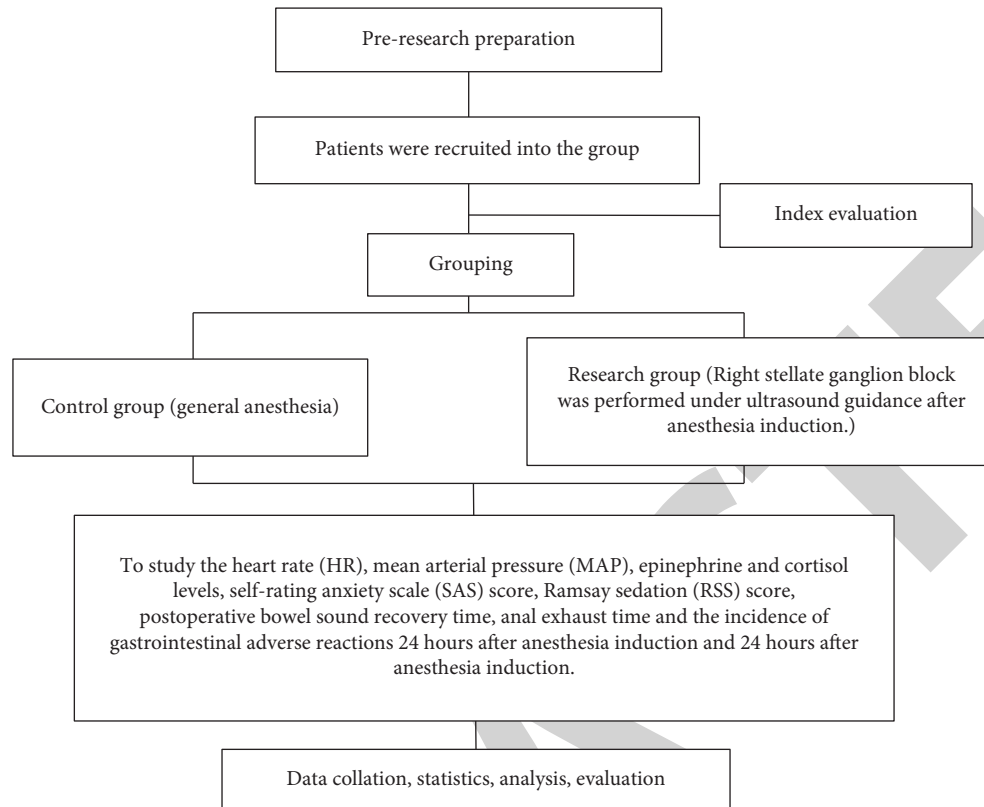 Pre-research preparation
Patients were recruited into the group
Index evaluation
Grouping
Control group (general anesthesia)
Research group (Right stellate ganglion block
was performed under ultrasound guidance after
anesthesia induction.)
To study the heart rate (HR), mean arterial pressure (MAP), epinephrine and cortisol
levels, self-rating anxiety scale (SAS) score, Ramsay sedation (RSS) score,
postoperative bowel sound recovery time, anal exhaust time and the incidence of
gastrointestinal adverse reactions 24 hours after anesthesia induction and 24 hours after
anesthesia induction.
Data collation, statistics, analysis, evaluation